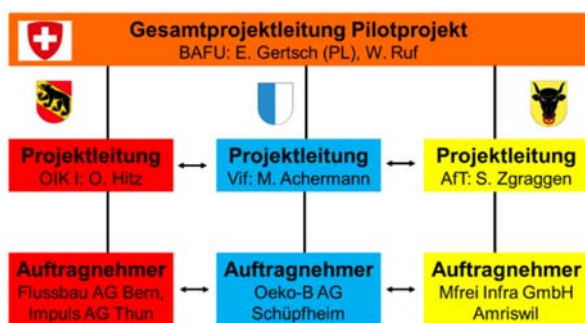 Gesamtprojektleitung Pilotprojekt
BAFU: E. Gertsch (PL), W. Ruf
Projektleitung
OIK I: O. Hitz
Projektleitung
Vif: M. Achermann
Projektleitung
AfT: S. Zgraggen
Auftragnehmer
Flussbau AG Bern,
Impuls AG Thun
Auftragnehmer
Oeko-B AG
Schüpfheim
Auftragnehmer
Mfrei Infra GmbH
Amriswil